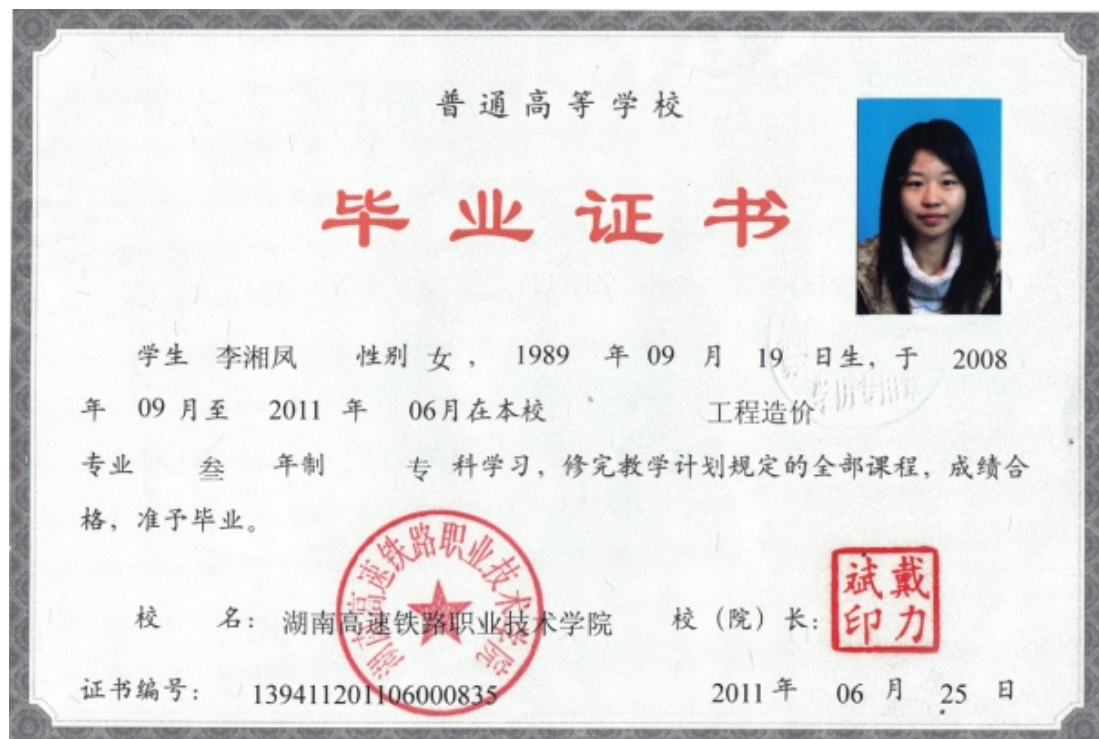 普通高等学校
毕业证书
学生 李湘凤 性别 女 , 1989 年 09 月 19 日生, 于 2008
年 09 月至 2011 年 06月在本校 工程造价
专业 叁 年制 专 科学习, 修完教学计划规定的全部课程, 成绩合
格, 准予毕业。
校 名: 湖南高速铁路职业技术学院 校 (院) 长:
湖南高速铁路职业技术学院
戴力斌印
证书编号: 139411201106000835 2011 年 06 月 25 日